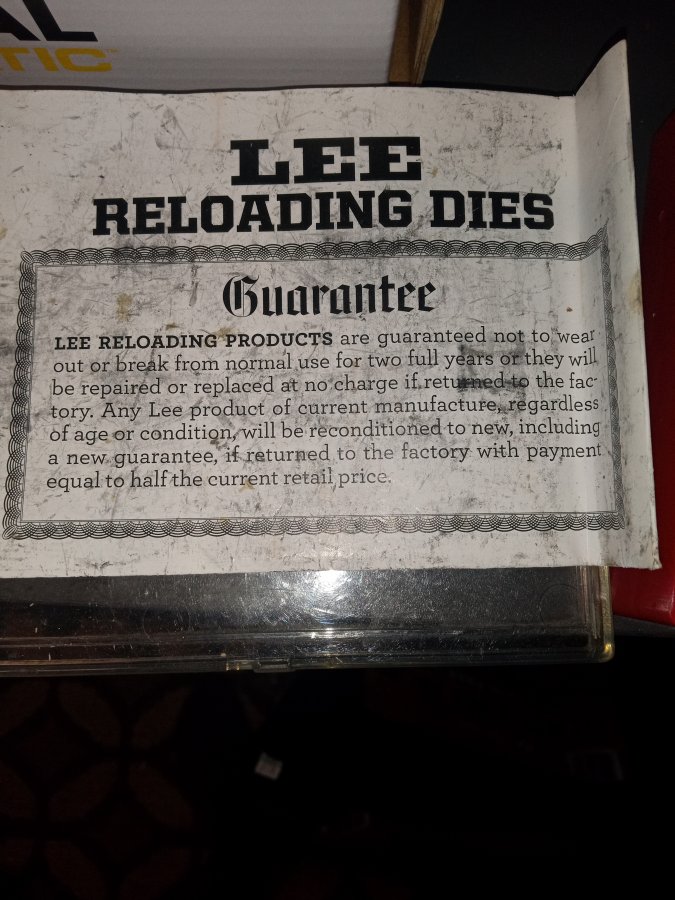 AL
TIC
LEE
RELOADING DIES
Guarantee
LEE RELOADING PRODUCTS are guaranteed not to wear
out or break from normal use for two full years or they will
be repaired or replaced at no charge if returned to the fac-
tory. Any Lee product of current manufacture, regardless
of age or condition, will be reconditioned to new, including
a new guarantee, if returned to the factory with payment
equal to half the current retail price.